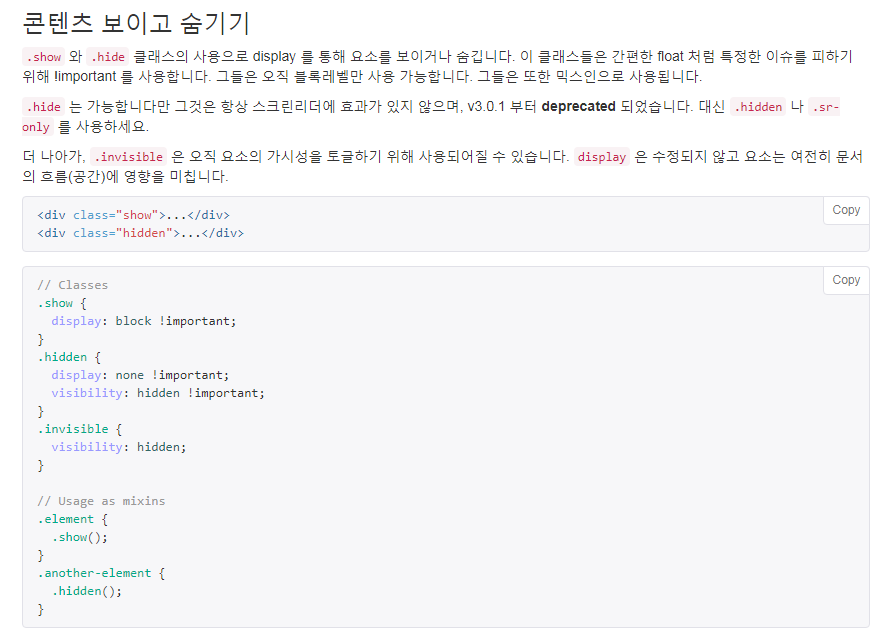 콘텐츠 보이고 숨기기
.show 와 .hide 클래스의 사용으로 display 를 통해 요소를 보이거나 숨깁니다. 이 클래스들은 간편한 float 처럼 특정한 이슈를 피하기
위해 !important 를 사용합니다. 그들은 오직 블록레벨만 사용 가능합니다. 그들은 또한 믹스인으로 사용됩니다.
.hide 는 가능합니다만 그것은 항상 스크린리더에 효과가 있지 않으며, v3.0.1 부터 deprecated 되었습니다. 대신 .hidden 나 .sr-
only 를 사용하세요.
더 나아가, .invisible 은 오직 요소의 가시성을 토글하기 위해 사용되어질 수 있습니다. display 은 수정되지 않고 요소는 여전히 문서
의 흐름(공간)에 영향을 미칩니다.
Copy
<div class="show">...</div>
<div class="hidden">...</div>
Copy
// Classes
.show {
  display: block !important;
}
.hidden {
  display: none !important;
  visibility: hidden !important;
}
.invisible {
  visibility: hidden;
}
// Usage as mixins
.element {
  .show();
}
.another-element {
  .hidden();
}